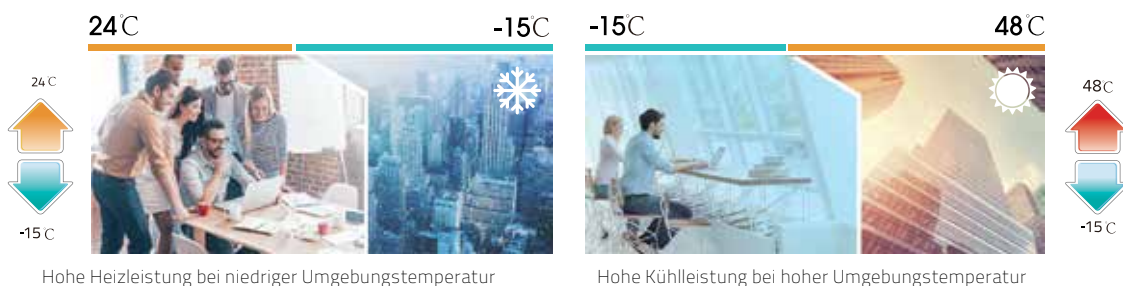 24℃ -15℃ -15℃ 48℃
24℃ 48℃
-15℃ -15℃
Hohe Heizleistung bei niedriger Umgebungstemperatur Hohe Kühlleistung bei hoher Umgebungstemperatur